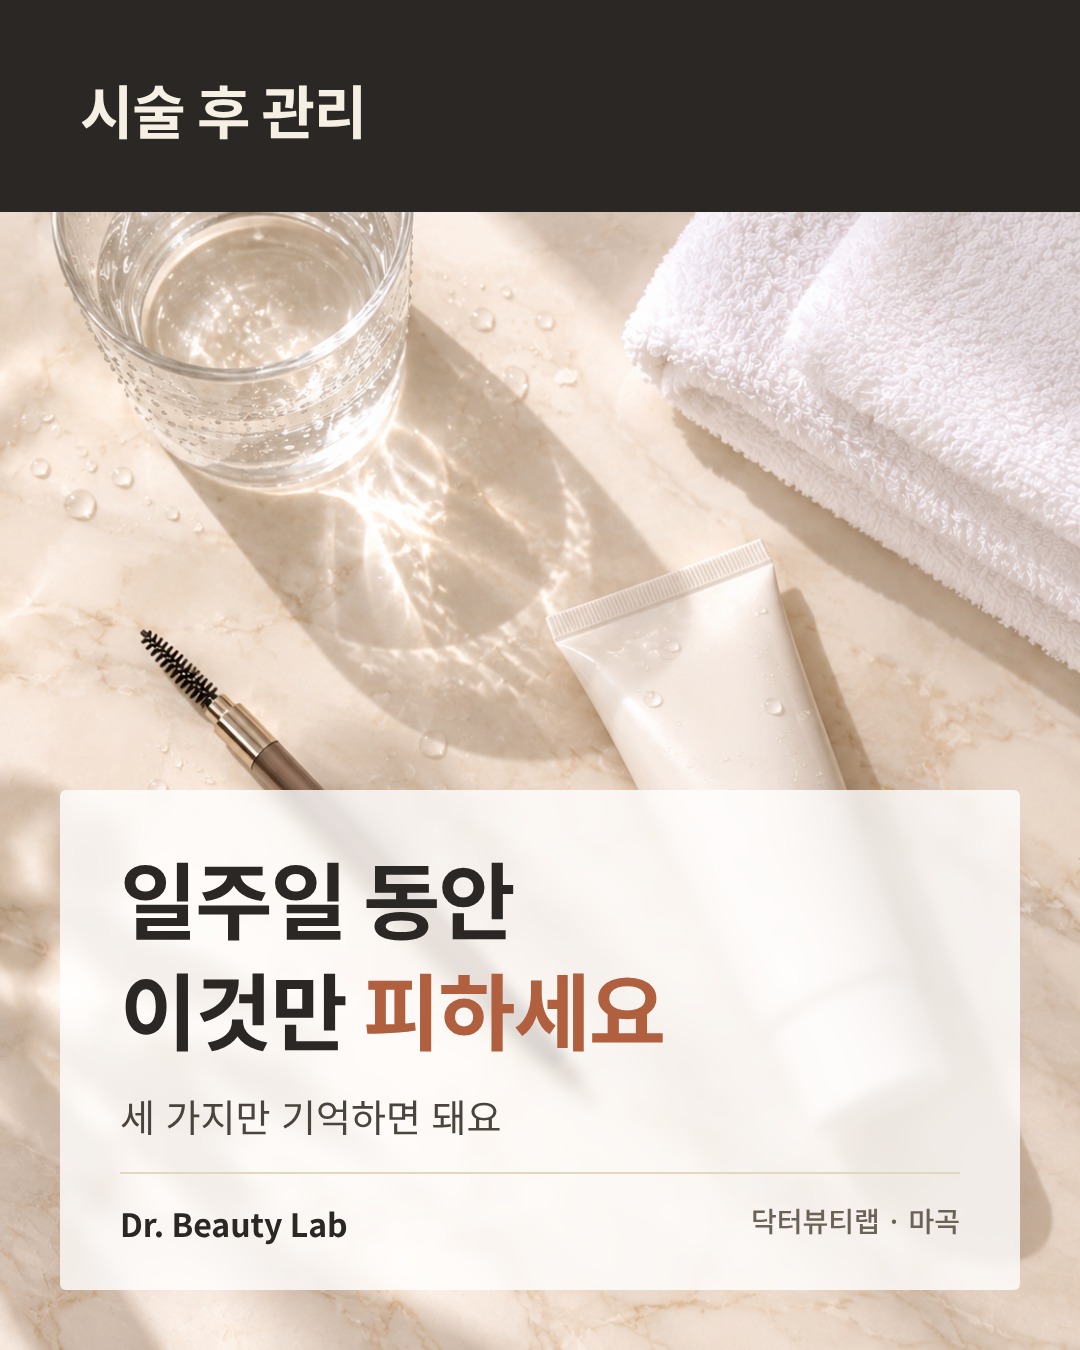 시술 후 관리
일주일 동안
이것만 피하세요
세 가지만 기억하면 돼요
Dr. Beauty Lab
닥터뷰티랩 · 마곡